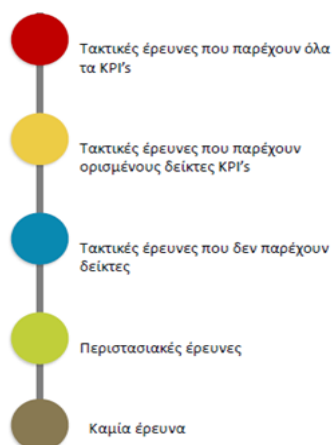 Τακτικές έρευνες που παρέχουν όλα
τα KPI's
Τακτικές έρευνες που παρέχουν
ορισμένους δείκτες KPI's
Τακτικές έρευνες που δεν παρέχουν
δείκτες
Περιστασιακές έρευνες
Καμία έρευνα